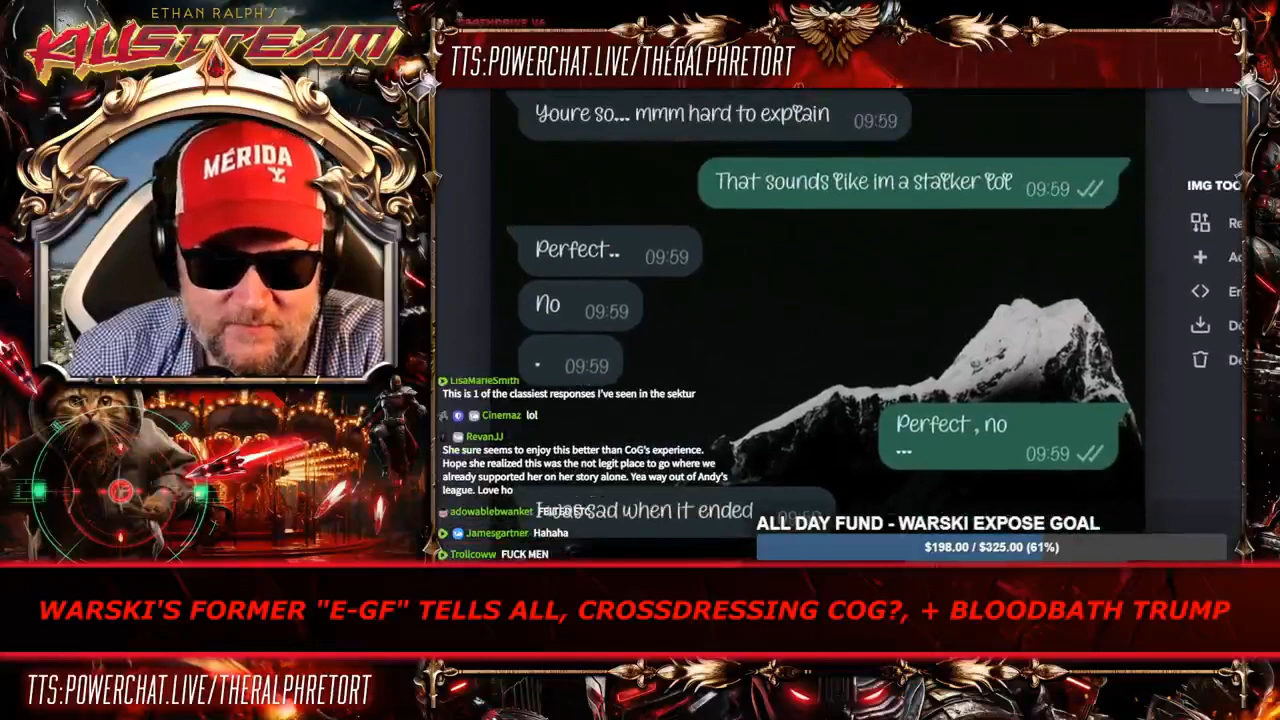 ETHAN RALPH'S
KILLSTREAM
TTS:POWERCHAT.LIVE/THERALPHRETORT
MÉRIDA
Youre so... mmm hard to explain 09:59
That sounds like im a stalker lol 09:59
IMG TOO
Perfect.. 09:59
No 09:59
. 09:59
LisaMarieSmith
This is 1 of the classiest responses I've seen in the sektur
Cinemaz lol
RevanJJ
She sure seems to enjoy this better than CoG's experience.
Hope she realized this was the not legit place to go where we
already supported her on her story alone. Yea way out of Andy's
league. Love ho
Perfect , no
... 09:59
adowablebwanket
sad when it ended
Jamesgartner Hahaha
Trollcoww FUCK MEN
ALL DAY FUND - WARSKI EXPOSE GOAL
$198.00 / $325.00 (61%)
WARSKI'S FORMER "E-GF" TELLS ALL, CROSSDRESSING COG?, + BLOODBATH TRUMP
TTS:POWERCHAT.LIVE/THERALPHRETORT